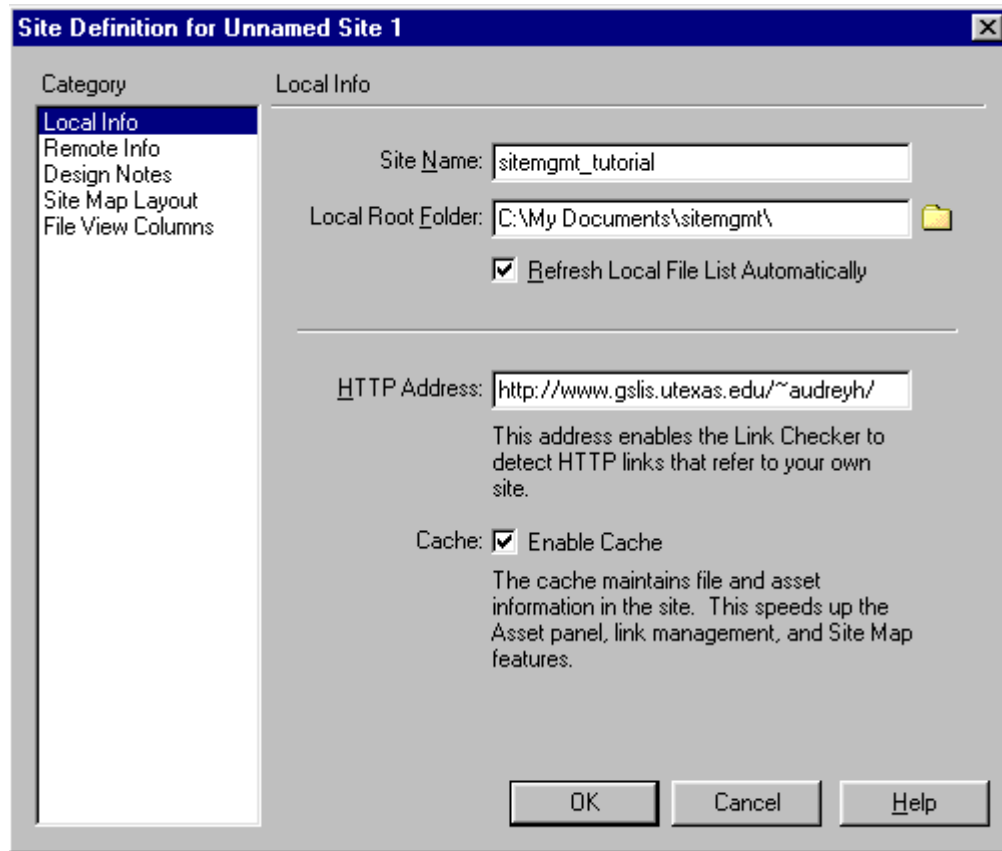 Site Definition for Unnamed Site 1
Category
Local Info
Remote Info
Design Notes
Site Map Layout
File View Columns
Local Info
Site Name: sitemgmt_tutorial
Local Root Folder: C:\My Documents\sitemgmt\
Refresh Local File List Automatically
HTTP Address: http://www.gslis.utexas.edu/~audreyh/
This address enables the Link Checker to
detect HTTP links that refer to your own
site.
Cache: Enable Cache
The cache maintains file and asset
information in the site. This speeds up the
Asset panel, link management, and Site Map
features.
OK Cancel Help